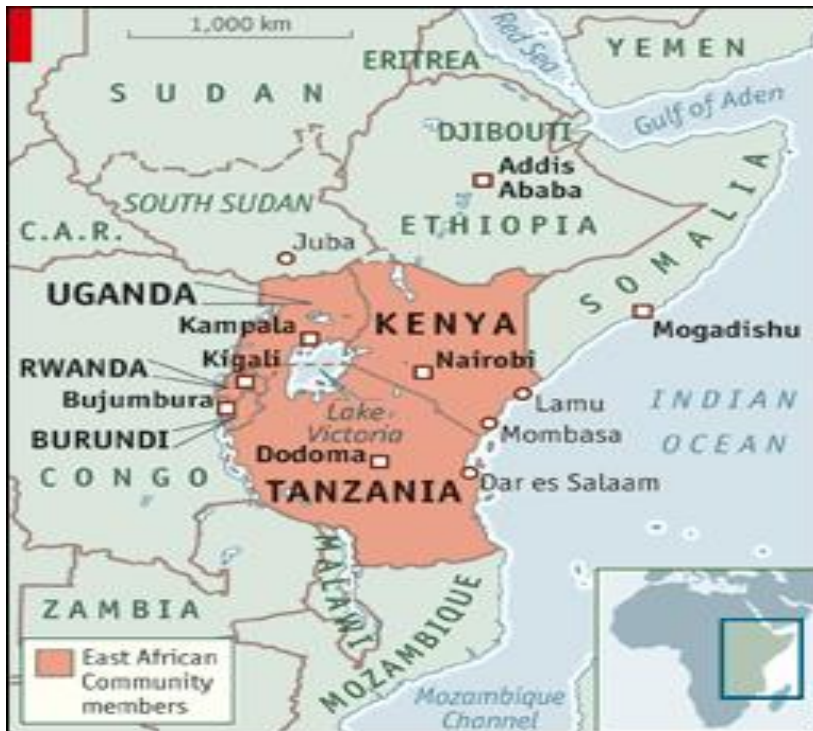 1,000 km
Red Sea
YEMEN
ERITREA
SUDAN
Gulf of Aden
DJIBOUTI
Addis
Ababa
SOUTH SUDAN
ETHIOPIA
C.A.R.
Juba
SOMALIA
UGANDA
Kampala
KENYA
Mogadishu
RWANDA
Kigali
Nairobi
Bujumbura
Lamu
INDIAN
OCEAN
Lake
Victoria
Mombasa
BURUNDI
Dodoma
CONGO
TANZANIA
Dar es Salaam
MALAWI
ZAMBIA
MOZAMBIQUE
East African
Community
members
Mozambique
Channel